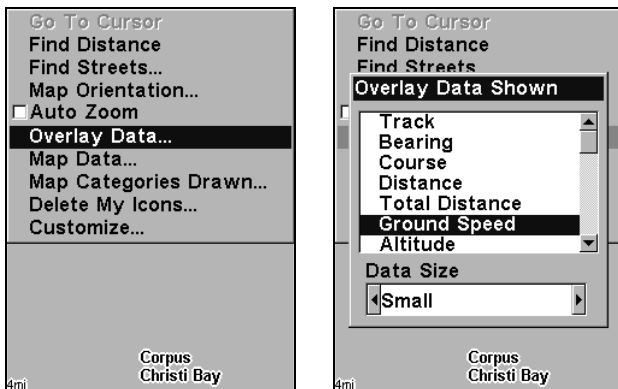 Go To Cursor
Find Distance
Find Streets...
Map Orientation...
Auto Zoom
Overlay Data...
Map Data...
Map Categories Drawn...
Delete My Icons...
Customize...
Corpus
Christi Bay
4mi
Go To Cursor
Find Distance
Find Streets
Overlay Data Shown
Track
Bearing
Course
Distance
Total Distance
Ground Speed
Altitude
Data Size
Small
Corpus
Christi Bay
4mi